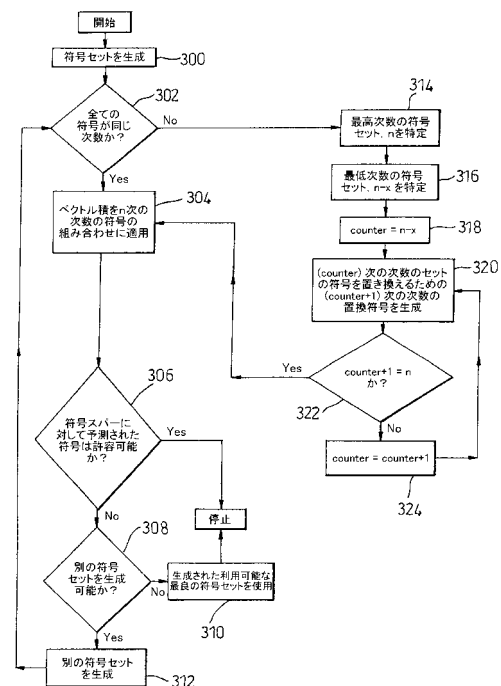 開始
符号セットを生成
300
302
全ての
符号が同じ
次数か?
No
Yes
304
ベクトル積をn次の
次数の符号の
組み合わせに適用
306
符号スパーに
対して予測された
符号は許容可能
か?
Yes
No
停止
308
別の符号
セットを生成
可能か?
No
生成された利用可能な
最良の符号セットを使用
310
Yes
別の符号セット
を生成
312
314
最高次数の符号
セット、nを特定
316
最低次数の符号
セット、n-x を特定
counter = n-x
318
320
(counter) 次の次数のセット
の符号を置き換えるための
(counter+1) 次の次数の
置換符号を生成
Yes
counter+1 = n
か?
322
No
counter = counter+1
324